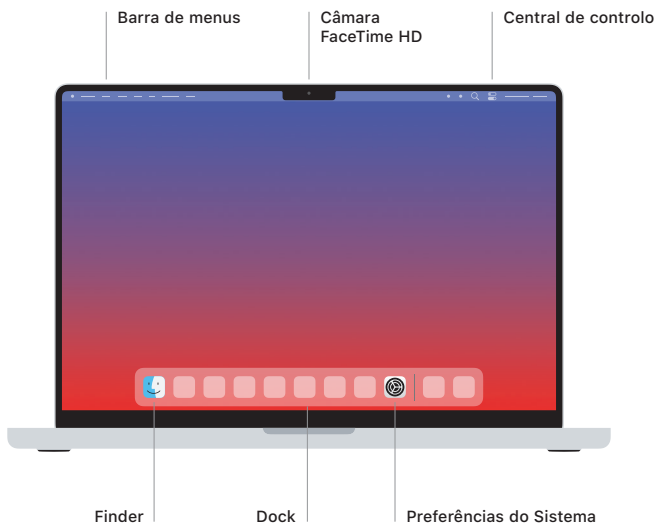 Barra de menus
Câmara
FaceTime HD
Central de controlo
Finder
Dock
Preferências do Sistema